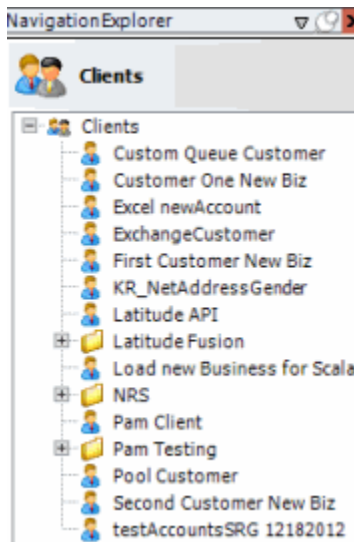 NavigationExplorer
Clients
Clients
Custom Queue Customer
Customer One New Biz
Excel newAccount
ExchangeCustomer
First Customer New Biz
KR_NetAddressGender
Latitude API
Latitude Fusion
Load new Business for Scala
NRS
Pam Client
Pam Testing
Pool Customer
Second Customer New Biz
testAccountsSRG 12182012